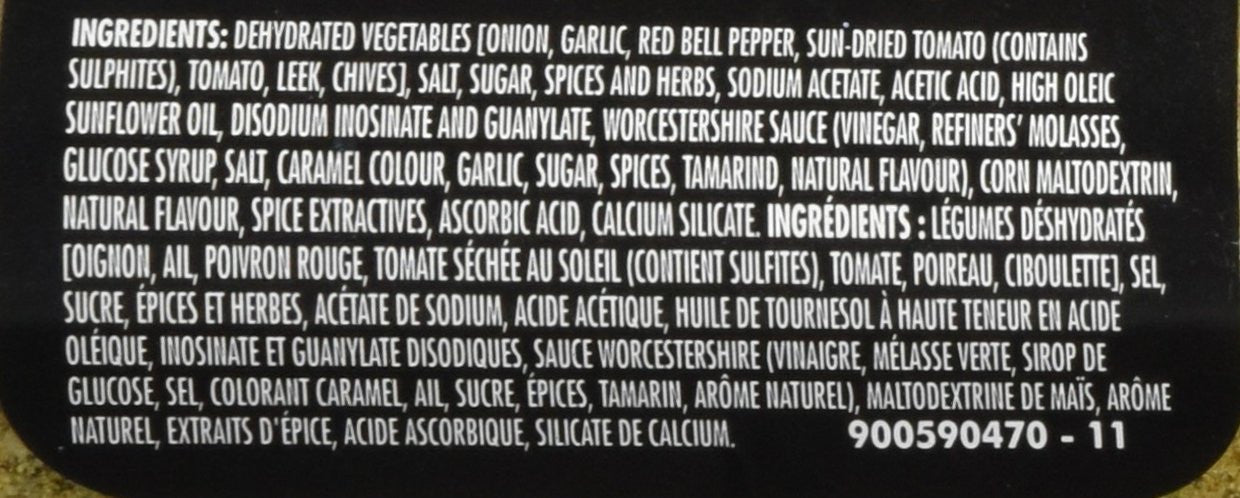 INGREDIENTS: DEHYDRATED VEGETABLES [ONION, GARLIC, RED BELL PEPPER, SUN-DRIED TOMATO (CONTAINS
SULPHITES), TOMATO, LEEK, CHIVES], SALT, SUGAR, SPICES AND HERBS, SODIUM ACETATE, ACETIC ACID, HIGH OLEIC
SUNFLOWER OIL, DISODIUM INOSINATE AND GUANYLATE, WORCESTERSHIRE SAUCE (VINEGAR, REFINERS' MOLASSES,
GLUCOSE SYRUP, SALT, CARAMEL COLOUR, GARLIC, SUGAR, SPICES, TAMARIND, NATURAL FLAVOUR), CORN MALTODEXTRIN,
NATURAL FLAVOUR, SPICE EXTRACTIVES, ASCORBIC ACID, CALCIUM SILICATE. INGRÉDIENTS : LÉGUMES DÉSHYDRATÉS
[OIGNON, AIL, POIVRON ROUGE, TOMATE SÉCHÉE AU SOLEIL (CONTIENT SULFITES), TOMATE, POIREAU, CIBOULETTE], SEL,
SUCRE, ÉPICES ET HERBES, ACÉTATE DE SODIUM, ACIDE ACÉTIQUE, HUILE DE TOURNESOL À HAUTE TENEUR EN ACIDE
OLÉIQUE, INOSINATE ET GUANYLATE DISODIQUES, SAUCE WORCESTERSHIRE (VINAIGRE, MÉLASSE VERTE, SIROP DE
GLUCOSE, SEL, COLORANT CARAMEL, AIL, SUCRE, ÉPICES, TAMARIN, ARÔME NATUREL), MALTODEXTRINE DE MAÏS, ARÔME
NATUREL, EXTRAITS D'ÉPICE, ACIDE ASCORBIQUE, SILICATE DE CALCIUM. 900590470 - 11